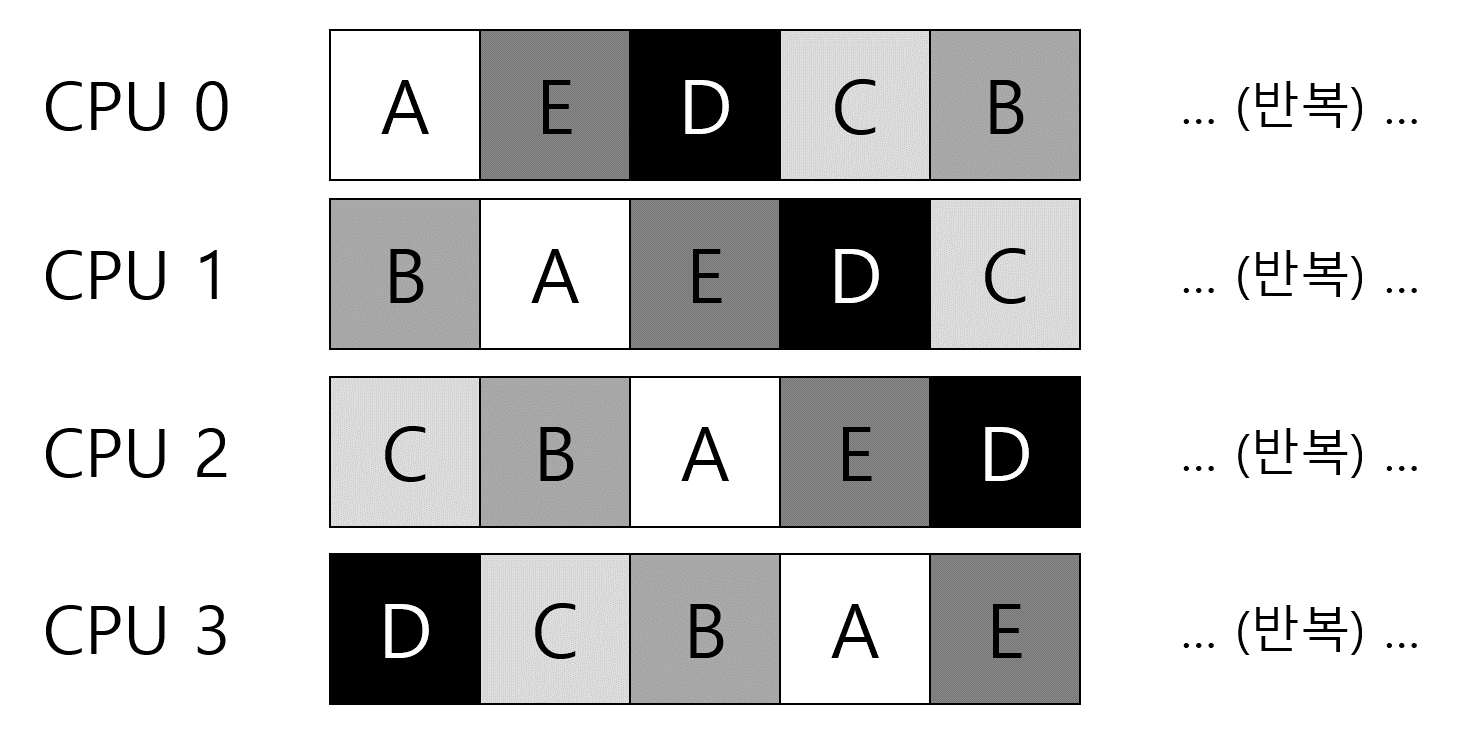 CPU 0 A E D C B ... (반복) ...
CPU 1 B A E D C ... (반복) ...
CPU 2 C B A E D ... (반복) ...
CPU 3 D C B A E ... (반복) ...